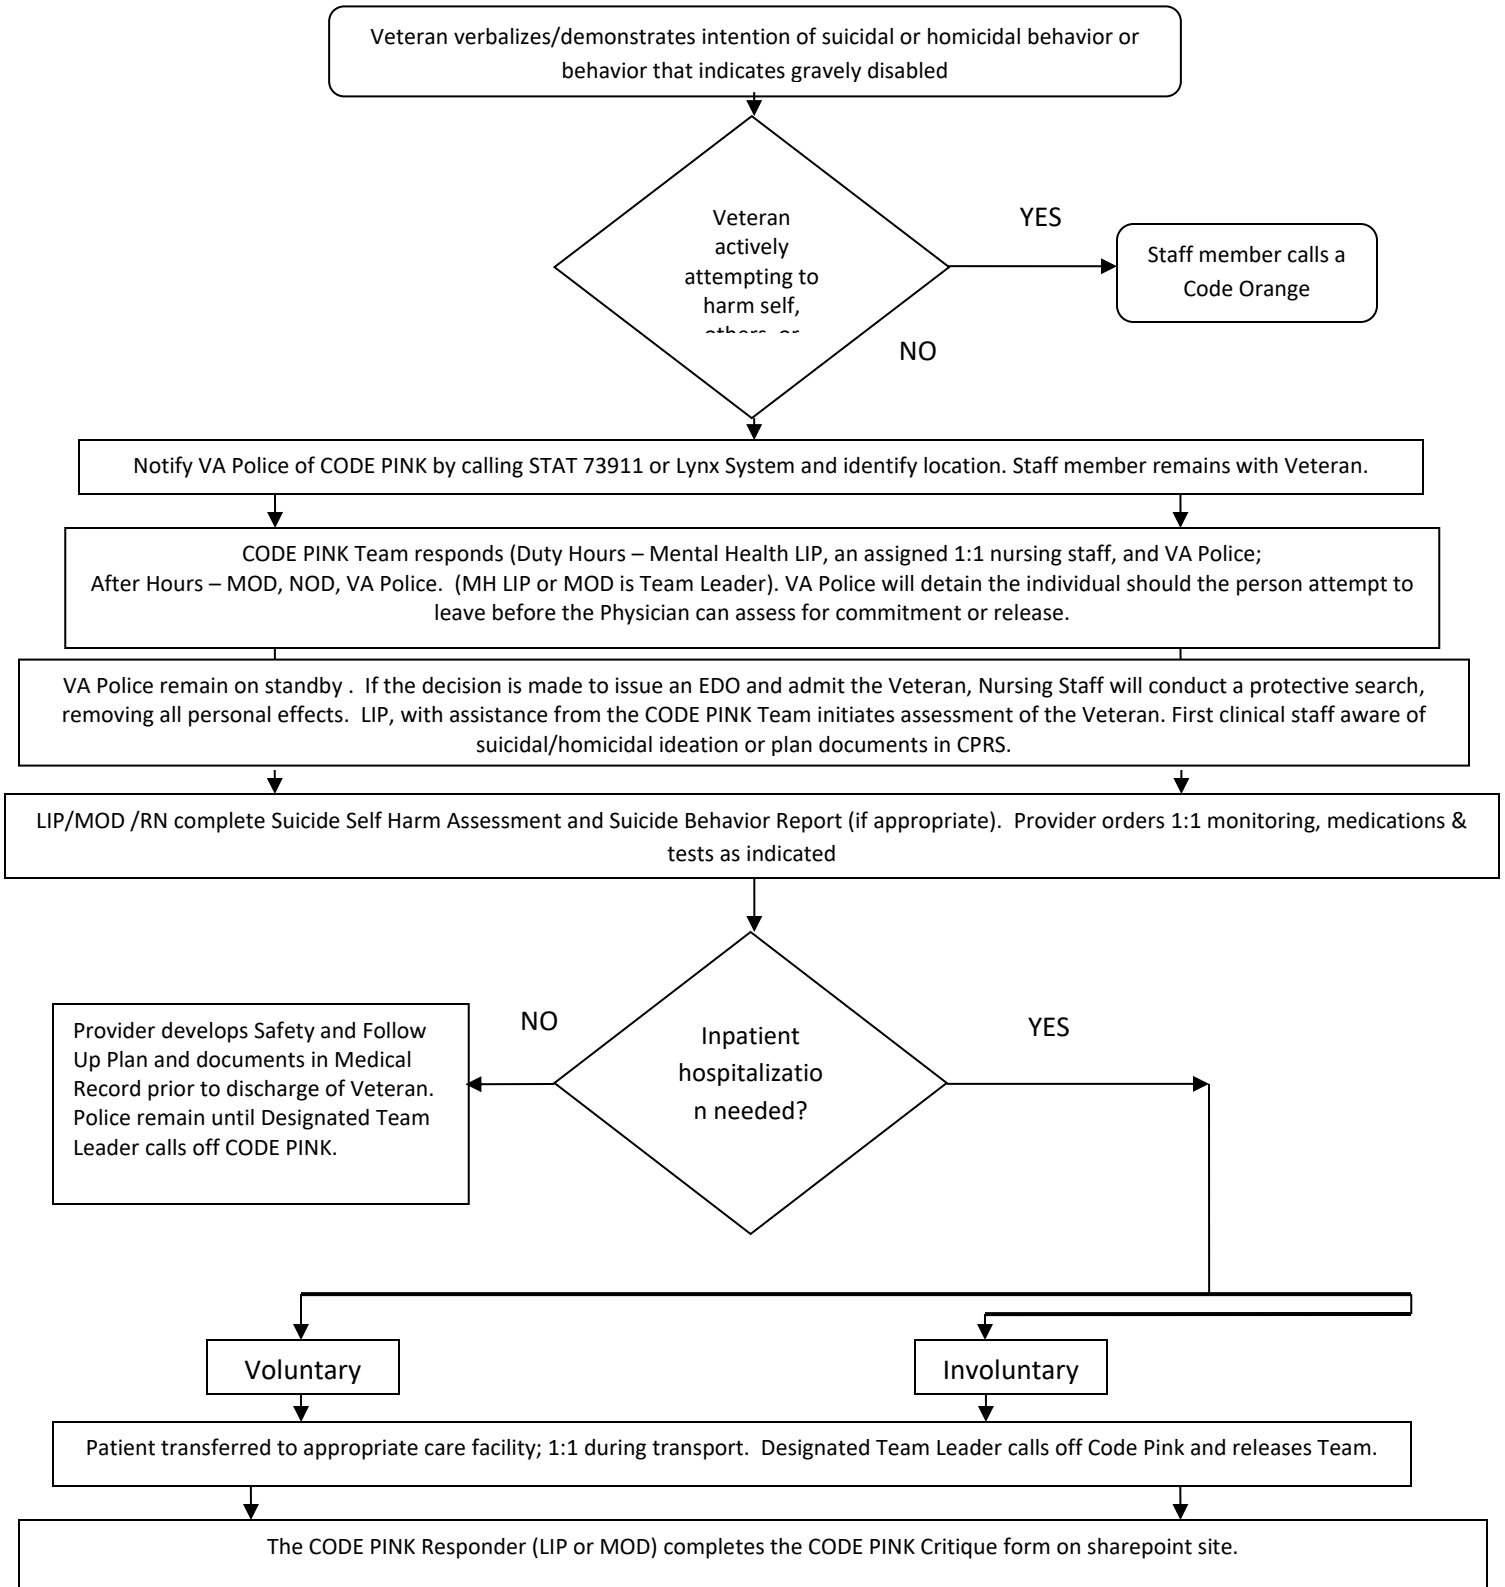 Veteran verbalizes/demonstrates intention of suicidal or homicidal behavior or
behavior that indicates gravely disabled
Veteran
actively
attempting to
harm self,
others, or
YES
Staff member calls a
Code Orange
NO
Notify VA Police of CODE PINK by calling STAT 73911 or Lynx System and identify location. Staff member remains with Veteran.
CODE PINK Team responds (Duty Hours – Mental Health LIP, an assigned 1:1 nursing staff, and VA Police;
After Hours – MOD, NOD, VA Police.  (MH LIP or MOD is Team Leader). VA Police will detain the individual should the person attempt to
leave before the Physician can assess for commitment or release.
VA Police remain on standby .  If the decision is made to issue an EDO and admit the Veteran, Nursing Staff will conduct a protective search,
removing all personal effects.  LIP, with assistance from the CODE PINK Team initiates assessment of the Veteran. First clinical staff aware of
suicidal/homicidal ideation or plan documents in CPRS.
LIP/MOD /RN complete Suicide Self Harm Assessment and Suicide Behavior Report (if appropriate).  Provider orders 1:1 monitoring, medications &
tests as indicated
Provider develops Safety and Follow
Up Plan and documents in Medical
Record prior to discharge of Veteran.
Police remain until Designated Team
Leader calls off CODE PINK.
NO
Inpatient
hospitalizatio
n needed?
YES
Voluntary
Involuntary
Patient transferred to appropriate care facility; 1:1 during transport.  Designated Team Leader calls off Code Pink and releases Team.
The CODE PINK Responder (LIP or MOD) completes the CODE PINK Critique form on sharepoint site.